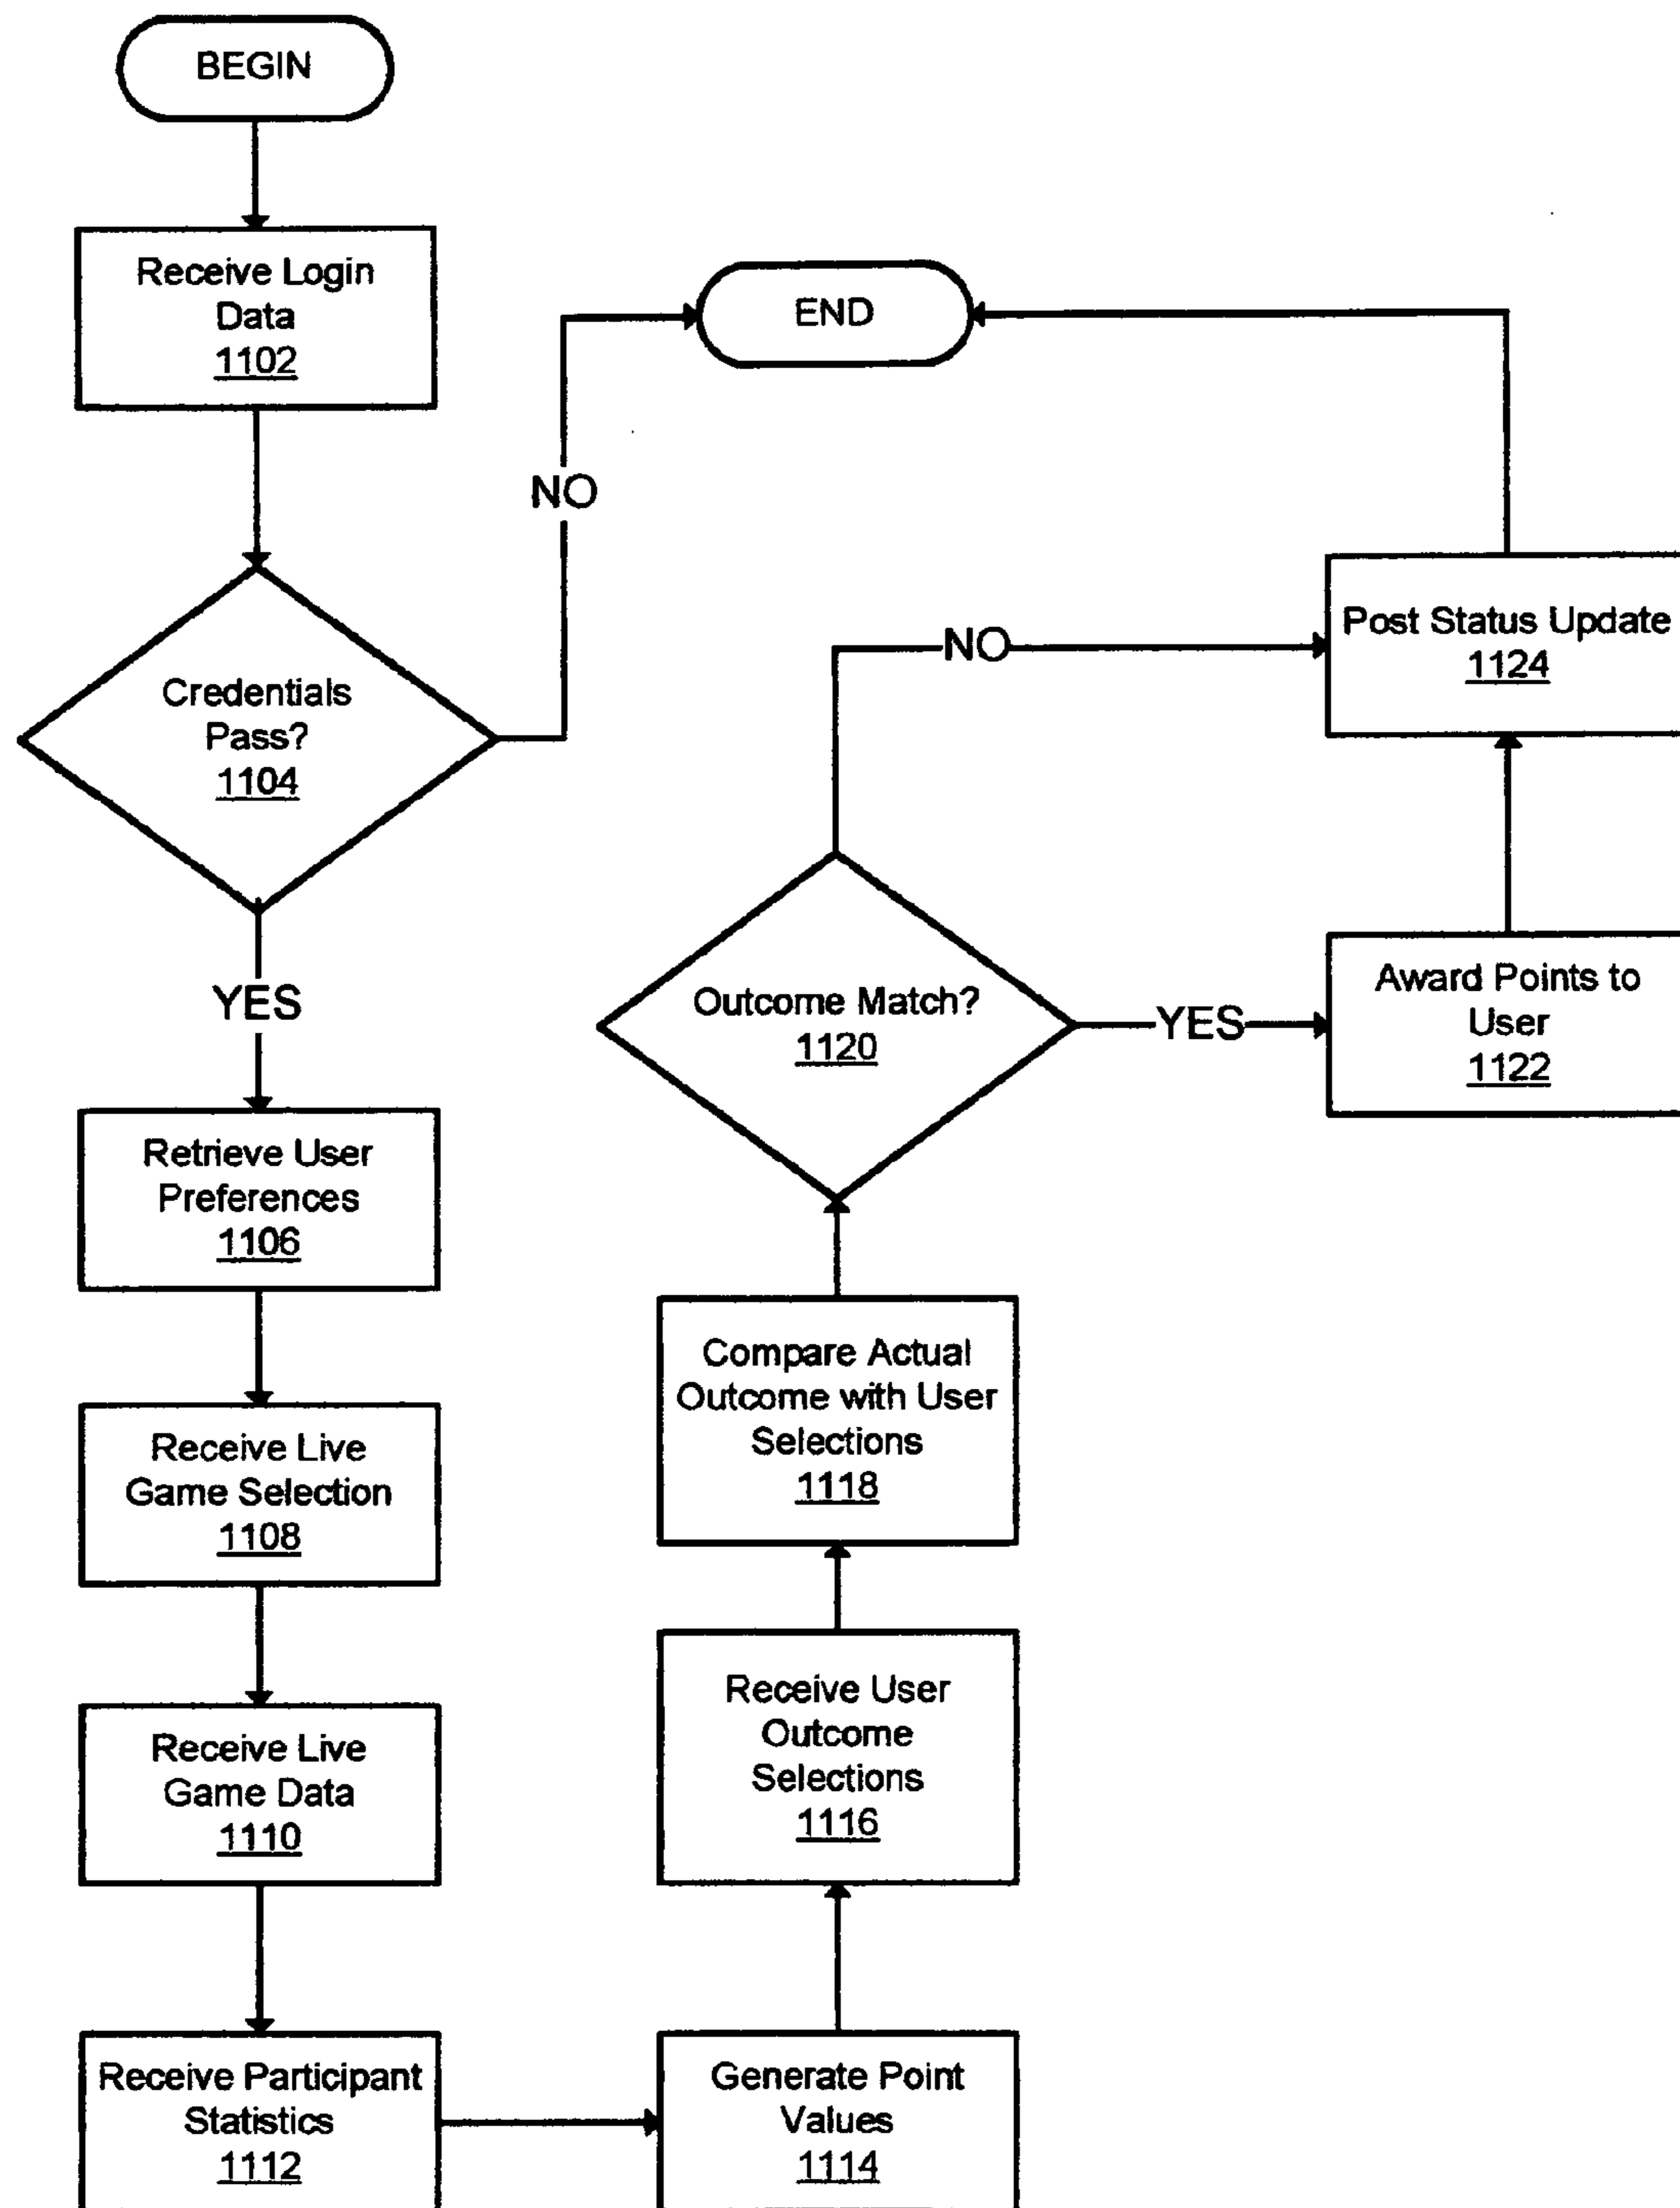 BEGIN
Receive Login
Data
1102
Credentials
Pass?
1104
NO
END
YES
Retrieve User
Preferences
1106
Receive Live
Game Selection
1108
Receive Live
Game Data
1110
Receive Participant
Statistics
1112
Generate Point
Values
1114
Receive User
Outcome
Selections
1116
Compare Actual
Outcome with User
Selections
1118
Outcome Match?
1120
NO
YES
Award Points to
User
1122
Post Status Update
1124